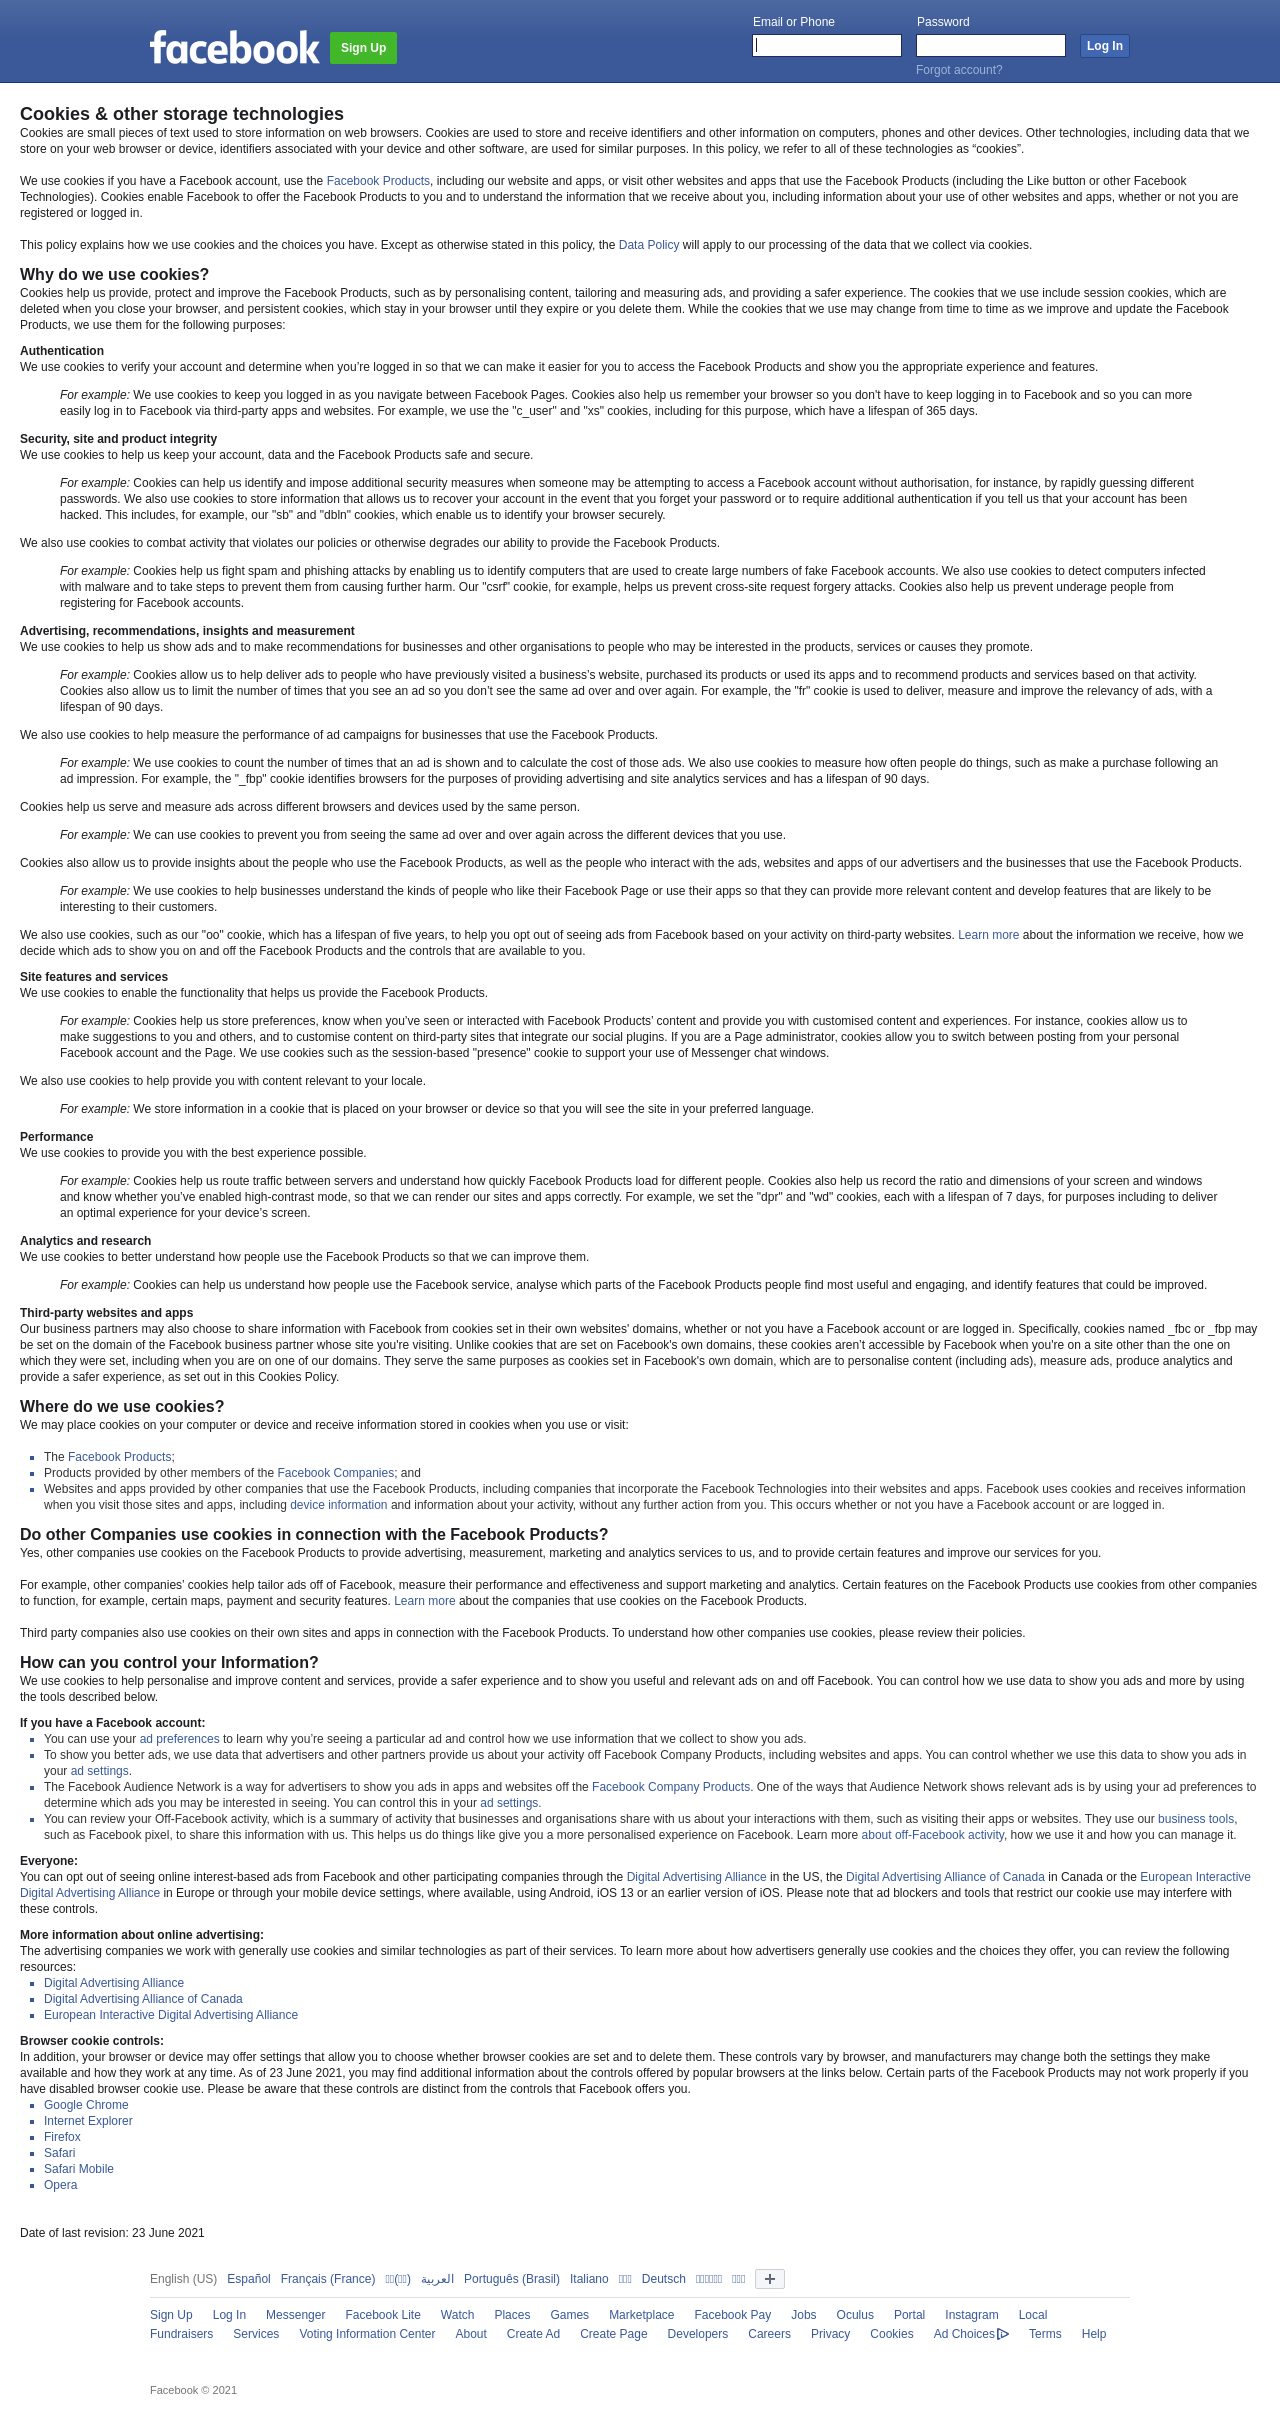 facebook
Sign Up
Email or Phone
Password
Log In
Forgot account?
Cookies & other storage technologies
Cookies are small pieces of text used to store information on web browsers. Cookies are used to store and receive identifiers and other information on computers, phones and other devices. Other technologies, including data that we
store on your web browser or device, identifiers associated with your device and other software, are used for similar purposes. In this policy, we refer to all of these technologies as “cookies”.
We use cookies if you have a Facebook account, use the Facebook Products, including our website and apps, or visit other websites and apps that use the Facebook Products (including the Like button or other Facebook
Technologies). Cookies enable Facebook to offer the Facebook Products to you and to understand the information that we receive about you, including information about your use of other websites and apps, whether or not you are
registered or logged in.
This policy explains how we use cookies and the choices you have. Except as otherwise stated in this policy, the Data Policy will apply to our processing of the data that we collect via cookies.
Why do we use cookies?
Cookies help us provide, protect and improve the Facebook Products, such as by personalising content, tailoring and measuring ads, and providing a safer experience. The cookies that we use include session cookies, which are
deleted when you close your browser, and persistent cookies, which stay in your browser until they expire or you delete them. While the cookies that we use may change from time to time as we improve and update the Facebook
Products, we use them for the following purposes:
Authentication
We use cookies to verify your account and determine when you’re logged in so that we can make it easier for you to access the Facebook Products and show you the appropriate experience and features.
For example: We use cookies to keep you logged in as you navigate between Facebook Pages. Cookies also help us remember your browser so you don't have to keep logging in to Facebook and so you can more
easily log in to Facebook via third-party apps and websites. For example, we use the "c_user" and "xs" cookies, including for this purpose, which have a lifespan of 365 days.
Security, site and product integrity
We use cookies to help us keep your account, data and the Facebook Products safe and secure.
For example: Cookies can help us identify and impose additional security measures when someone may be attempting to access a Facebook account without authorisation, for instance, by rapidly guessing different
passwords. We also use cookies to store information that allows us to recover your account in the event that you forget your password or to require additional authentication if you tell us that your account has been
hacked. This includes, for example, our "sb" and "dbln" cookies, which enable us to identify your browser securely.
We also use cookies to combat activity that violates our policies or otherwise degrades our ability to provide the Facebook Products.
For example: Cookies help us fight spam and phishing attacks by enabling us to identify computers that are used to create large numbers of fake Facebook accounts. We also use cookies to detect computers infected
with malware and to take steps to prevent them from causing further harm. Our "csrf" cookie, for example, helps us prevent cross-site request forgery attacks. Cookies also help us prevent underage people from
registering for Facebook accounts.
Advertising, recommendations, insights and measurement
We use cookies to help us show ads and to make recommendations for businesses and other organisations to people who may be interested in the products, services or causes they promote.
For example: Cookies allow us to help deliver ads to people who have previously visited a business’s website, purchased its products or used its apps and to recommend products and services based on that activity.
Cookies also allow us to limit the number of times that you see an ad so you don’t see the same ad over and over again. For example, the "fr" cookie is used to deliver, measure and improve the relevancy of ads, with a
lifespan of 90 days.
We also use cookies to help measure the performance of ad campaigns for businesses that use the Facebook Products.
For example: We use cookies to count the number of times that an ad is shown and to calculate the cost of those ads. We also use cookies to measure how often people do things, such as make a purchase following an
ad impression. For example, the "_fbp" cookie identifies browsers for the purposes of providing advertising and site analytics services and has a lifespan of 90 days.
Cookies help us serve and measure ads across different browsers and devices used by the same person.
For example: We can use cookies to prevent you from seeing the same ad over and over again across the different devices that you use.
Cookies also allow us to provide insights about the people who use the Facebook Products, as well as the people who interact with the ads, websites and apps of our advertisers and the businesses that use the Facebook Products.
For example: We use cookies to help businesses understand the kinds of people who like their Facebook Page or use their apps so that they can provide more relevant content and develop features that are likely to be
interesting to their customers.
We also use cookies, such as our "oo" cookie, which has a lifespan of five years, to help you opt out of seeing ads from Facebook based on your activity on third-party websites. Learn more about the information we receive, how we
decide which ads to show you on and off the Facebook Products and the controls that are available to you.
Site features and services
We use cookies to enable the functionality that helps us provide the Facebook Products.
For example: Cookies help us store preferences, know when you’ve seen or interacted with Facebook Products’ content and provide you with customised content and experiences. For instance, cookies allow us to
make suggestions to you and others, and to customise content on third-party sites that integrate our social plugins. If you are a Page administrator, cookies allow you to switch between posting from your personal
Facebook account and the Page. We use cookies such as the session-based "presence" cookie to support your use of Messenger chat windows.
We also use cookies to help provide you with content relevant to your locale.
For example: We store information in a cookie that is placed on your browser or device so that you will see the site in your preferred language.
Performance
We use cookies to provide you with the best experience possible.
For example: Cookies help us route traffic between servers and understand how quickly Facebook Products load for different people. Cookies also help us record the ratio and dimensions of your screen and windows
and know whether you’ve enabled high-contrast mode, so that we can render our sites and apps correctly. For example, we set the "dpr" and "wd" cookies, each with a lifespan of 7 days, for purposes including to deliver
an optimal experience for your device’s screen.
Analytics and research
We use cookies to better understand how people use the Facebook Products so that we can improve them.
For example: Cookies can help us understand how people use the Facebook service, analyse which parts of the Facebook Products people find most useful and engaging, and identify features that could be improved.
Third-party websites and apps
Our business partners may also choose to share information with Facebook from cookies set in their own websites' domains, whether or not you have a Facebook account or are logged in. Specifically, cookies named _fbc or _fbp may
be set on the domain of the Facebook business partner whose site you're visiting. Unlike cookies that are set on Facebook's own domains, these cookies aren’t accessible by Facebook when you're on a site other than the one on
which they were set, including when you are on one of our domains. They serve the same purposes as cookies set in Facebook's own domain, which are to personalise content (including ads), measure ads, produce analytics and
provide a safer experience, as set out in this Cookies Policy.
Where do we use cookies?
We may place cookies on your computer or device and receive information stored in cookies when you use or visit:
The Facebook Products;
Products provided by other members of the Facebook Companies; and
Websites and apps provided by other companies that use the Facebook Products, including companies that incorporate the Facebook Technologies into their websites and apps. Facebook uses cookies and receives information
when you visit those sites and apps, including device information and information about your activity, without any further action from you. This occurs whether or not you have a Facebook account or are logged in.
Do other Companies use cookies in connection with the Facebook Products?
Yes, other companies use cookies on the Facebook Products to provide advertising, measurement, marketing and analytics services to us, and to provide certain features and improve our services for you.
For example, other companies’ cookies help tailor ads off of Facebook, measure their performance and effectiveness and support marketing and analytics. Certain features on the Facebook Products use cookies from other companies
to function, for example, certain maps, payment and security features. Learn more about the companies that use cookies on the Facebook Products.
Third party companies also use cookies on their own sites and apps in connection with the Facebook Products. To understand how other companies use cookies, please review their policies.
How can you control your Information?
We use cookies to help personalise and improve content and services, provide a safer experience and to show you useful and relevant ads on and off Facebook. You can control how we use data to show you ads and more by using
the tools described below.
If you have a Facebook account:
You can use your ad preferences to learn why you’re seeing a particular ad and control how we use information that we collect to show you ads.
To show you better ads, we use data that advertisers and other partners provide us about your activity off Facebook Company Products, including websites and apps. You can control whether we use this data to show you ads in
your ad settings.
The Facebook Audience Network is a way for advertisers to show you ads in apps and websites off the Facebook Company Products. One of the ways that Audience Network shows relevant ads is by using your ad preferences to
determine which ads you may be interested in seeing. You can control this in your ad settings.
You can review your Off-Facebook activity, which is a summary of activity that businesses and organisations share with us about your interactions with them, such as visiting their apps or websites. They use our business tools,
such as Facebook pixel, to share this information with us. This helps us do things like give you a more personalised experience on Facebook. Learn more about off-Facebook activity, how we use it and how you can manage it.
Everyone:
You can opt out of seeing online interest-based ads from Facebook and other participating companies through the Digital Advertising Alliance in the US, the Digital Advertising Alliance of Canada in Canada or the European Interactive
Digital Advertising Alliance in Europe or through your mobile device settings, where available, using Android, iOS 13 or an earlier version of iOS. Please note that ad blockers and tools that restrict our cookie use may interfere with
these controls.
More information about online advertising:
The advertising companies we work with generally use cookies and similar technologies as part of their services. To learn more about how advertisers generally use cookies and the choices they offer, you can review the following
resources:
Digital Advertising Alliance
Digital Advertising Alliance of Canada
European Interactive Digital Advertising Alliance
Browser cookie controls:
In addition, your browser or device may offer settings that allow you to choose whether browser cookies are set and to delete them. These controls vary by browser, and manufacturers may change both the settings they make
available and how they work at any time. As of 23 June 2021, you may find additional information about the controls offered by popular browsers at the links below. Certain parts of the Facebook Products may not work properly if you
have disabled browser cookie use. Please be aware that these controls are distinct from the controls that Facebook offers you.
Google Chrome
Internet Explorer
Firefox
Safari
Safari Mobile
Opera
Date of last revision: 23 June 2021
English (US) Español Français (France) العربية Português (Brasil) Italiano Deutsch
Sign Up Log In Messenger Facebook Lite Watch Places Games Marketplace Facebook Pay Jobs Oculus Portal Instagram Local
Fundraisers Services Voting Information Center About Create Ad Create Page Developers Careers Privacy Cookies Ad Choices Terms Help
Facebook © 2021